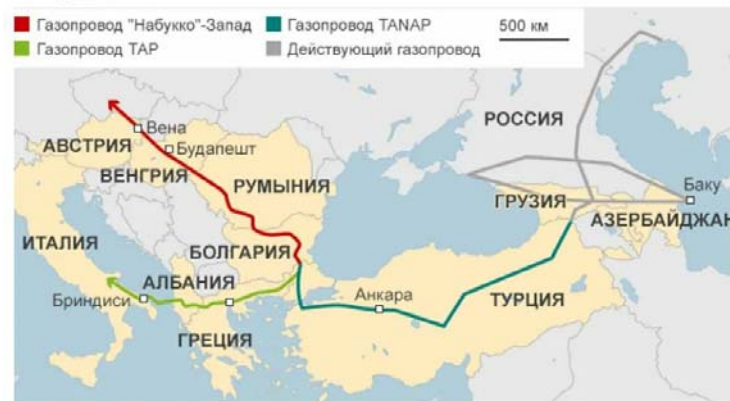 Газопровод "Набукко"-Запад
Газопровод TANAP
500 км
Газопровод TAP
Действующий газопровод
РОССИЯ
Вена
АВСТРИЯ
Будапешт
ВЕНГРИЯ
РУМЫНИЯ
Баку
ГРУЗИЯ
АЗЕРБАЙДЖАН
ИТАЛИЯ
БОЛГАРИЯ
АЛБАНИЯ
Бриндиси
Анкара
ТУРЦИЯ
ГРЕЦИЯ